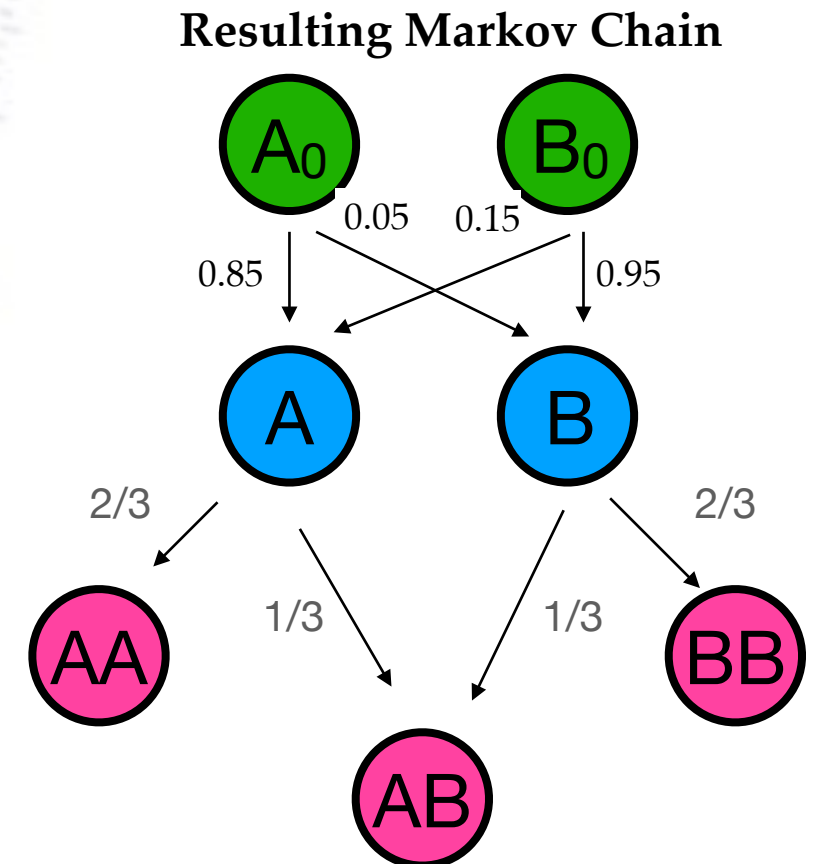 Resulting Markov Chain
A₀ B₀
0.05 0.15
0.85 0.95
A B
2/3 2/3
1/3 1/3
AA BB
AB